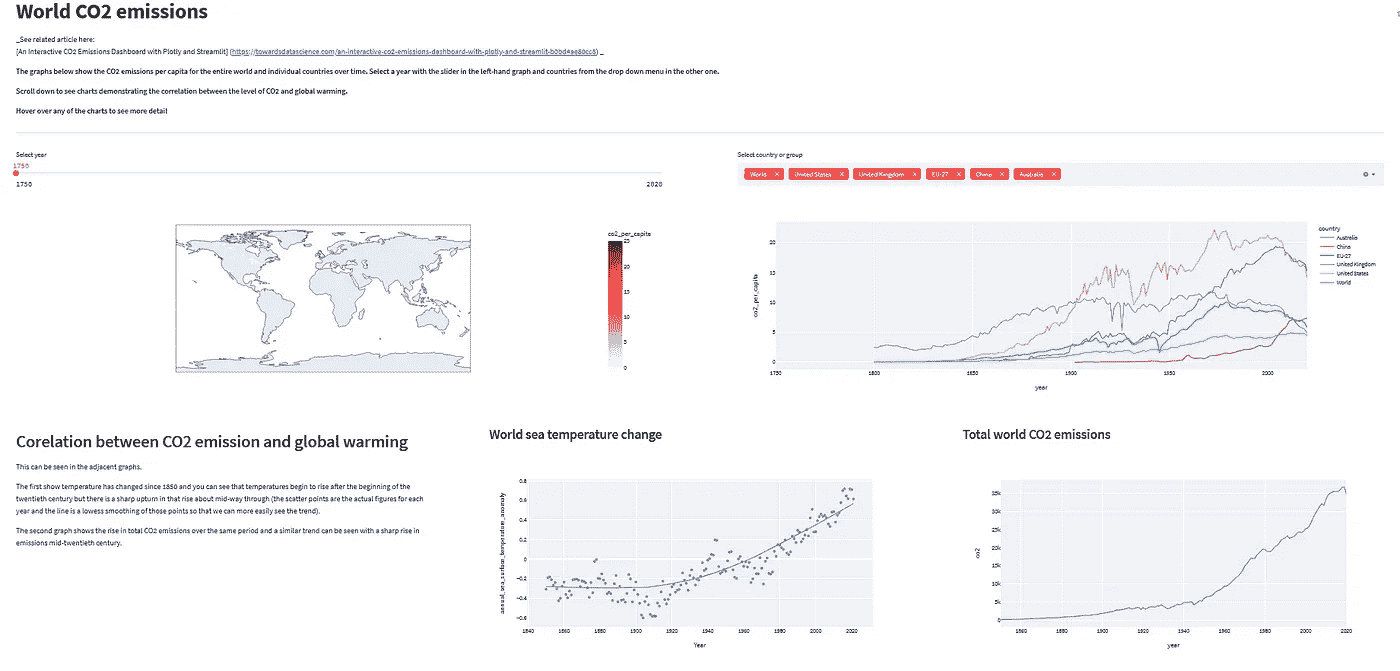 World CO2 emissions
_See related article here:
[An Interactive CO2 Emissions Dashboard with Plotly and Streamlit] (https://towardsdatascience.com/an-interactive-co2-emissions-dashboard-with-plotly-and-streamlit-b0bd4ae80cc8) _
The graphs below show the CO2 emissions per capita for the entire world and individual countries over time. Select a year with the slider in the left-hand graph and countries from the drop down menu in the other one.
Scroll down to see charts demonstrating the correlation between the level of CO2 and global warming.
Hover over any of the charts to see more detail
Select year
1750
1750
2020
Select country or group
World
United States
United Kingdom
EU-27
China
Australia
co2_per_capita
25
20
15
10
5
0
co2_per_capita
20
15
10
5
0
1750
1800
1850
1900
1950
2000
year
country
Australia
China
EU-27
United Kingdom
United States
World
Corelation between CO2 emission and global warming
This can be seen in the adjacent graphs.
The first show temperature has changed since 1850 and you can see that temperatures begin to rise after the beginning of the
twentieth century but there is a sharp upturn in that rise about mid-way through (the scatter points are the actual figures for each
year and the line is a lowess smoothing of those points so that we can more easily see the trend).
The second graph shows the rise in total CO2 emissions over the same period and a similar trend can be seen with a sharp rise in
emissions mid-twentieth century.
World sea temperature change
annual_sea_surface_temperature_anomaly
0.8
0.6
0.4
0.2
0
−0.2
−0.4
−0.6
1840
1860
1880
1900
1920
1940
1960
1980
2000
2020
Year
Total world CO2 emissions
co2
35k
30k
25k
20k
15k
10k
5k
0
1860
1880
1900
1920
1940
1960
1980
2000
2020
year